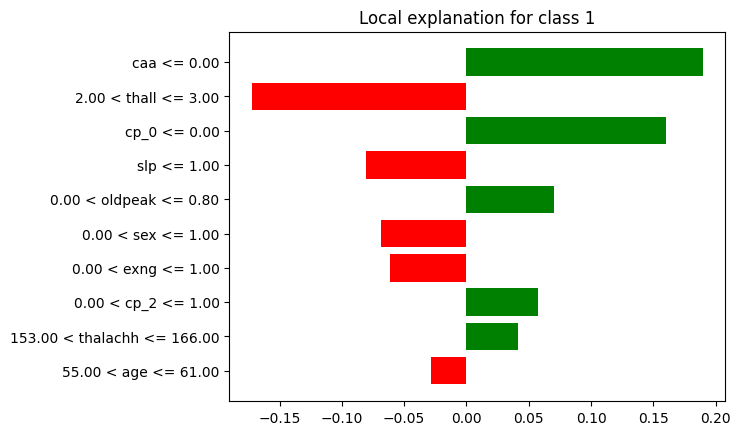 Local explanation for class 1
caa <= 0.00
2.00 < thall <= 3.00
cp_0 <= 0.00
slp <= 1.00
0.00 < oldpeak <= 0.80
0.00 < sex <= 1.00
0.00 < exng <= 1.00
0.00 < cp_2 <= 1.00
153.00 < thalachh <= 166.00
55.00 < age <= 61.00
−0.15 −0.10 −0.05 0.00 0.05 0.10 0.15 0.20